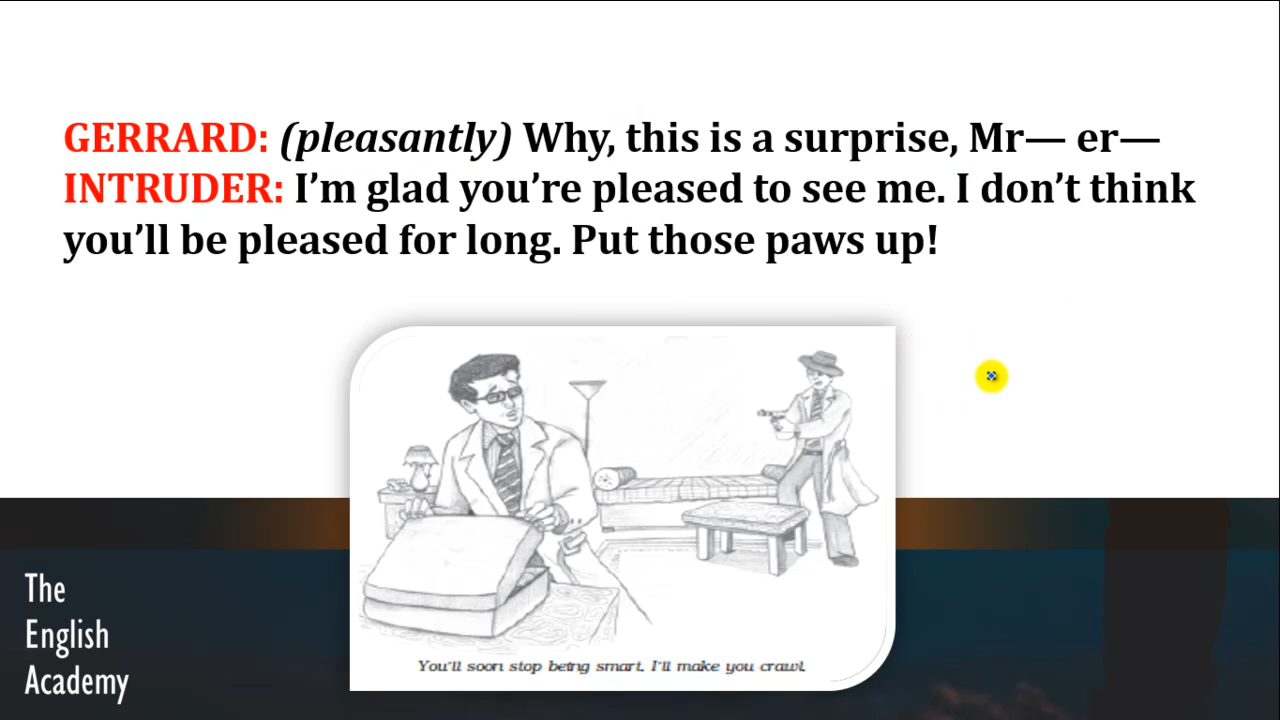 GERRARD: (pleasantly) Why, this is a surprise, Mr— er—
INTRUDER: I’m glad you’re pleased to see me. I don’t think
you’ll be pleased for long. Put those paws up!
You’ll soon stop being smart. I’ll make you crawl.
The
English
Academy